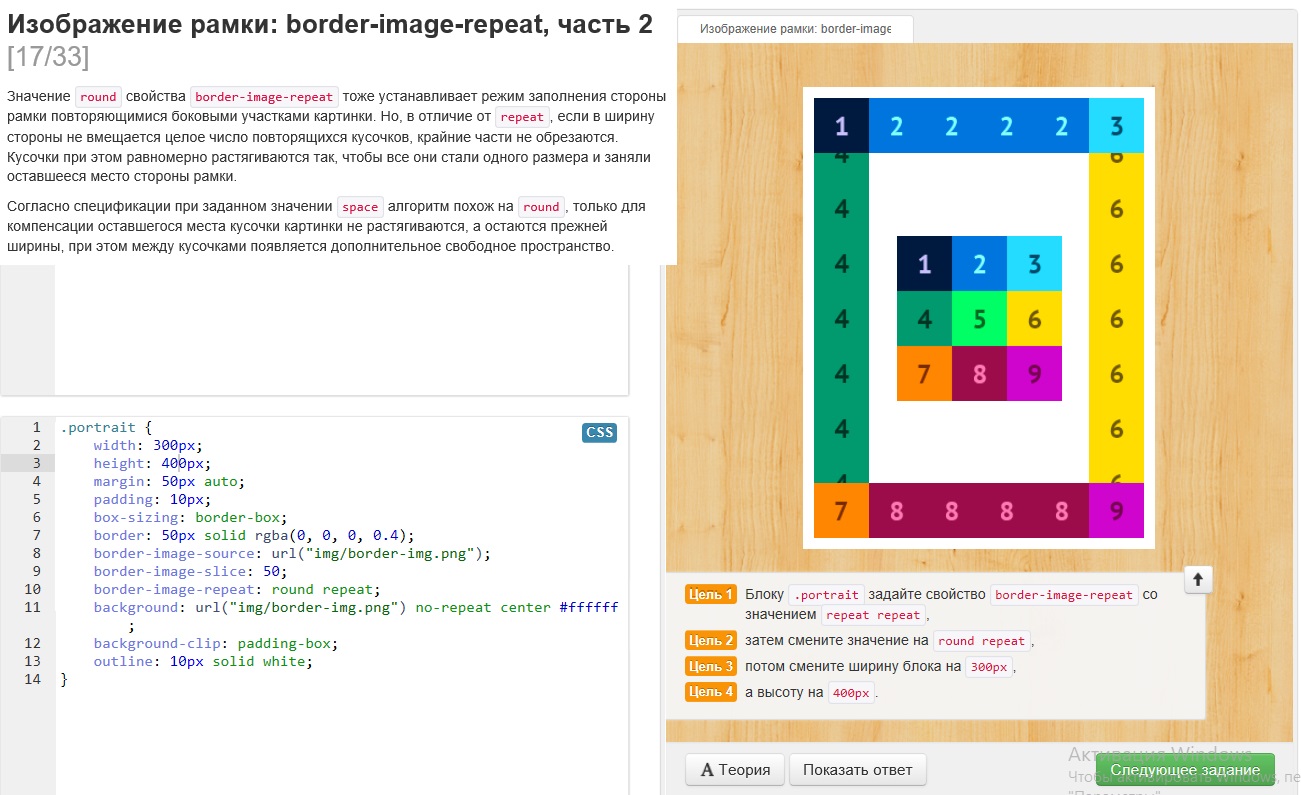 Изображение рамки: border-image-repeat, часть 2
[17/33]
Значение round свойства border-image-repeat тоже устанавливает режим заполнения стороны
рамки повторяющимися боковыми участками картинки. Но, в отличие от repeat, если в ширину
стороны не вмещается целое число повторяющихся кусочков, крайние части не обрезаются.
Кусочки при этом равномерно растягиваются так, чтобы все они стали одного размера и заняли
оставшееся место стороны рамки.
Согласно спецификации при заданном значении space алгоритм похож на round, только для
компенсации оставшегося места кусочки картинки не растягиваются, а остаются прежней
ширины, при этом между кусочками появляется дополнительное свободное пространство.
CSS
1 .portrait {
2 width: 300px;
3 height: 400px;
4 margin: 50px auto;
5 padding: 10px;
6 box-sizing: border-box;
7 border: 50px solid rgba(0, 0, 0, 0.4);
8 border-image-source: url("img/border-img.png");
9 border-image-slice: 50;
10 border-image-repeat: round repeat;
11 background: url("img/border-img.png") no-repeat center #ffffff
;
12 background-clip: padding-box;
13 outline: 10px solid white;
14 }
Изображение рамки: border-image
1 2 2 2 2 3
4 6
4 6
4 1 2 3 6
4 4 5 6 6
4 7 8 9 6
4 6
4 6
7 8 8 8 8 9
Цель 1 Блоку .portrait задайте свойство border-image-repeat со
значением repeat repeat,
Цель 2 затем смените значение на round repeat,
Цель 3 потом смените ширину блока на 300px,
Цель 4 а высоту на 400px.
A Теория Показать ответ Следующее задание
Активация Windows
Чтобы активировать Windows, пе
"Параметры"